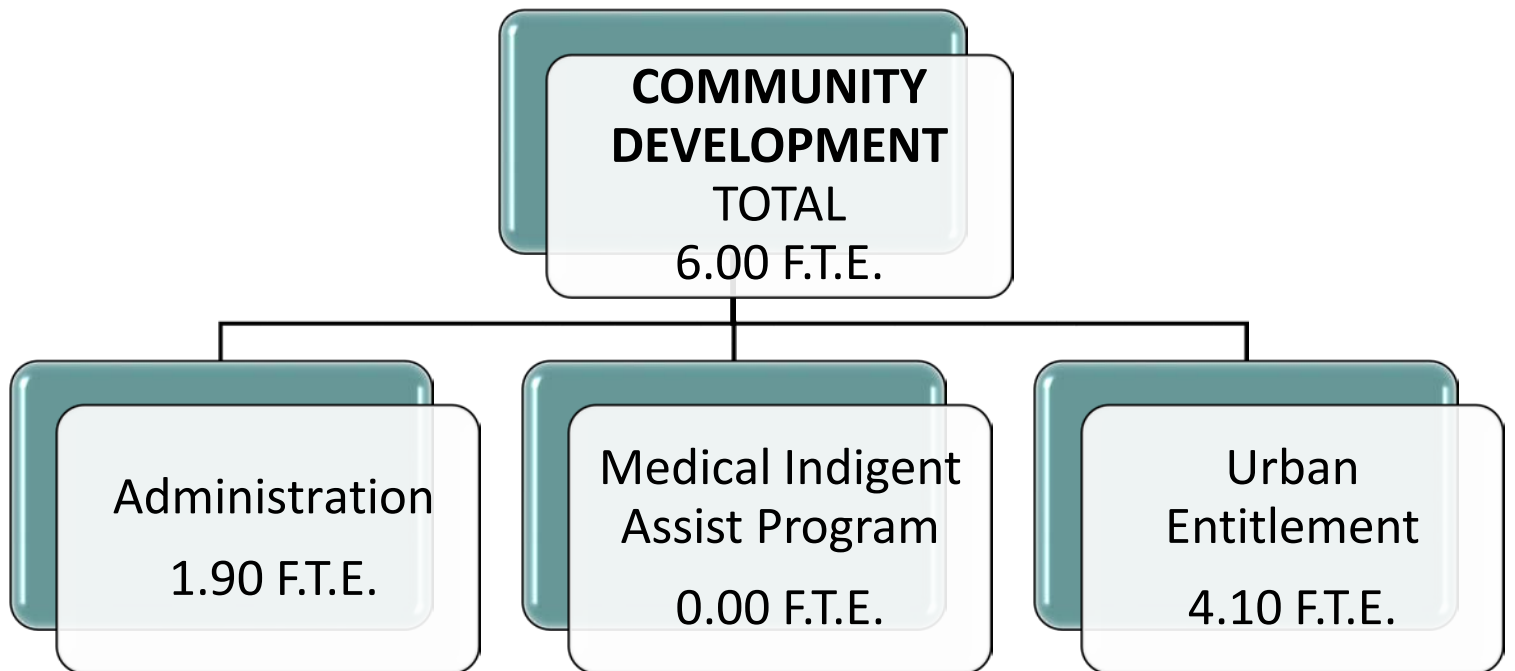 COMMUNITY
DEVELOPMENT
TOTAL
6.00 F.T.E.
Administration
1.90 F.T.E.
Medical Indigent
Assist Program
0.00 F.T.E.
Urban
Entitlement
4.10 F.T.E.